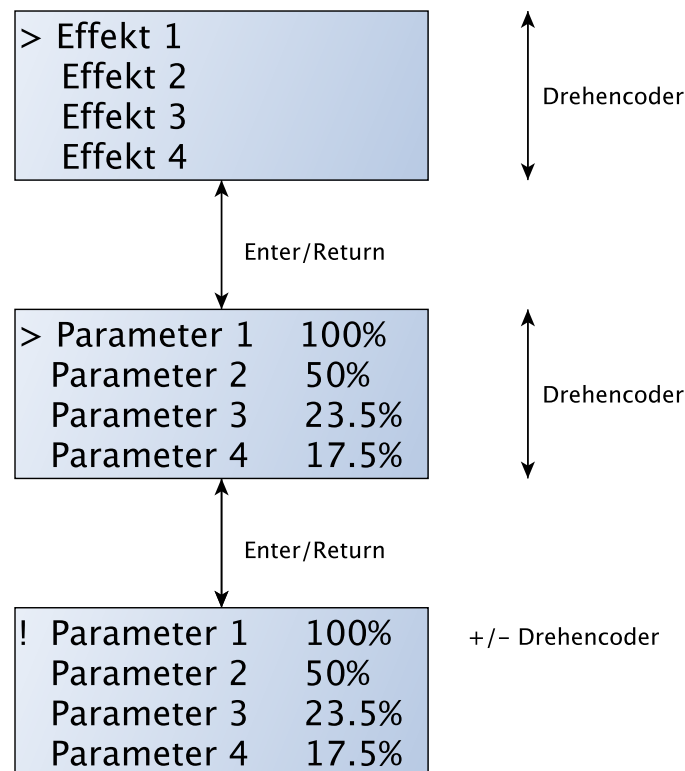 > Effekt 1
Effekt 2
Effekt 3
Effekt 4
Drehencoder
Enter/Return
> Parameter 1 100%
Parameter 2 50%
Parameter 3 23.5%
Parameter 4 17.5%
Drehencoder
Enter/Return
! Parameter 1 100%
Parameter 2 50%
Parameter 3 23.5%
Parameter 4 17.5%
+/- Drehencoder